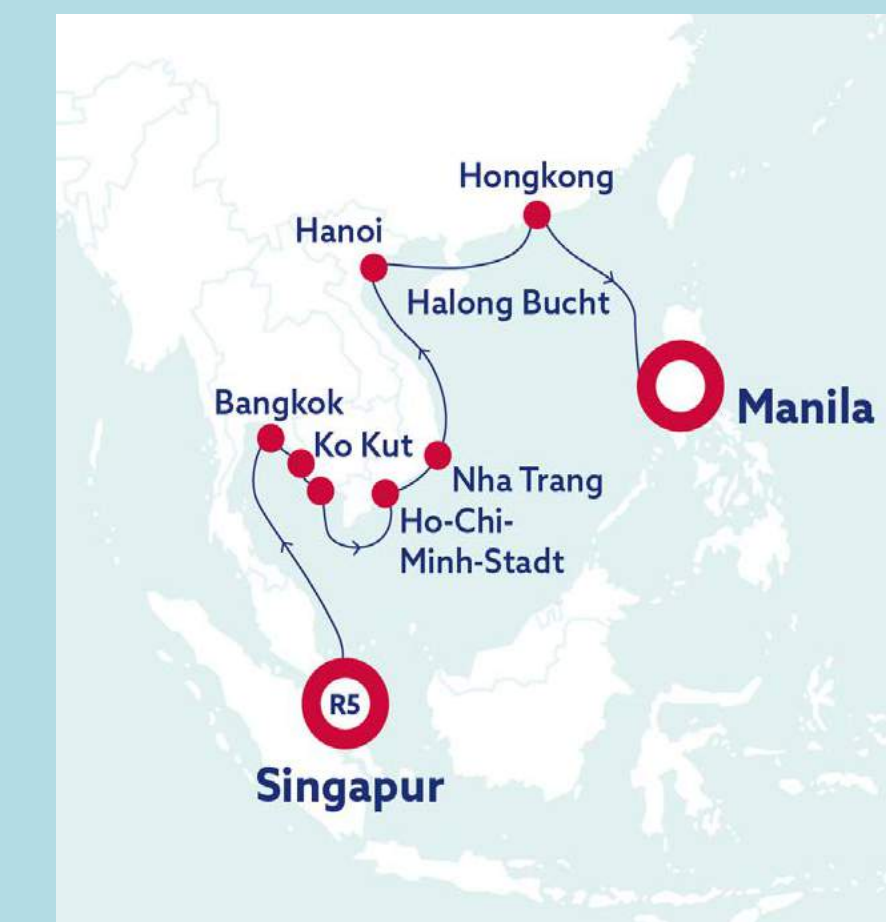 Hongkong
Hanoi
Halong Bucht
Bangkok
Manila
Ko Kut
Nha Trang
Ho-Chi-
Minh-Stadt
R5
Singapur